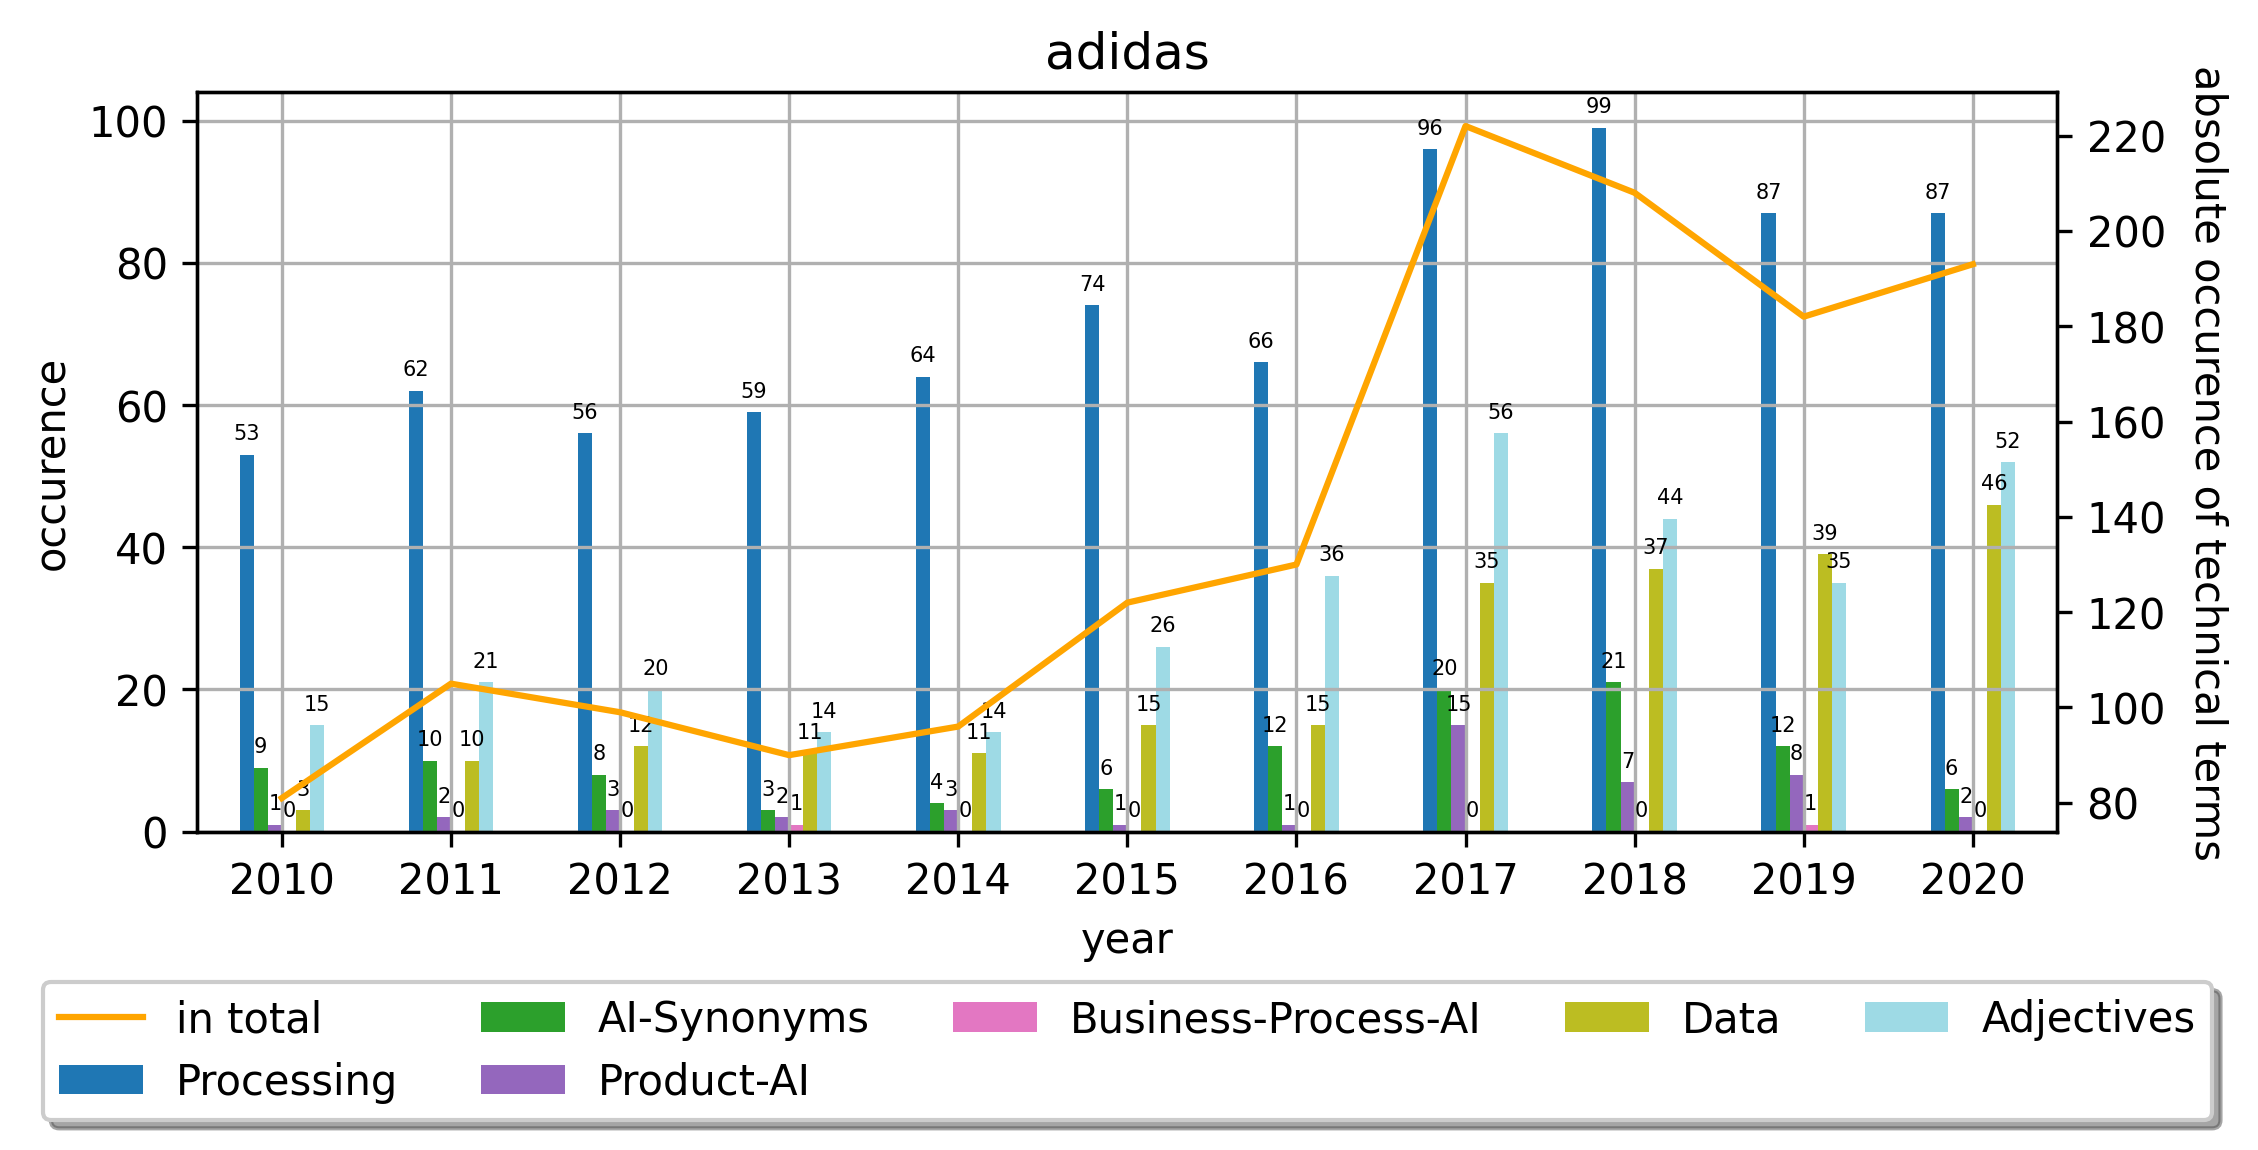 adidas
occurence
absolute occurence of technical terms
100
80
60
40
20
0
220
200
180
160
140
120
100
80
53 9 1 0 3 15
62 10 2 0 10 21
56 8 3 0 12 20
59 3 2 1 11 14
64 4 3 0 11 14
74 6 1 0 15 26
66 12 1 0 15 36
96 20 15 0 35 56
99 21 7 0 37 44
87 12 8 1 39 35
87 6 2 0 46 52
2010 2011 2012 2013 2014 2015 2016 2017 2018 2019 2020
year
in total AI-Synonyms Business-Process-AI Data Adjectives
Processing Product-AI